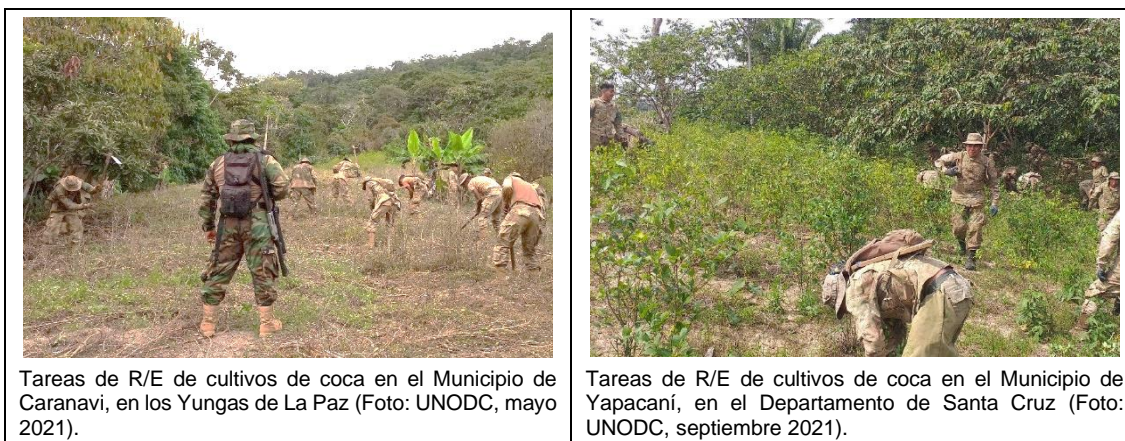 Tareas de R/E de cultivos de coca en el Municipio de
Caranavi, en los Yungas de La Paz (Foto: UNODC, mayo
2021).
Tareas de R/E de cultivos de coca en el Municipio de
Yapacaní, en el Departamento de Santa Cruz (Foto:
UNODC, septiembre 2021).